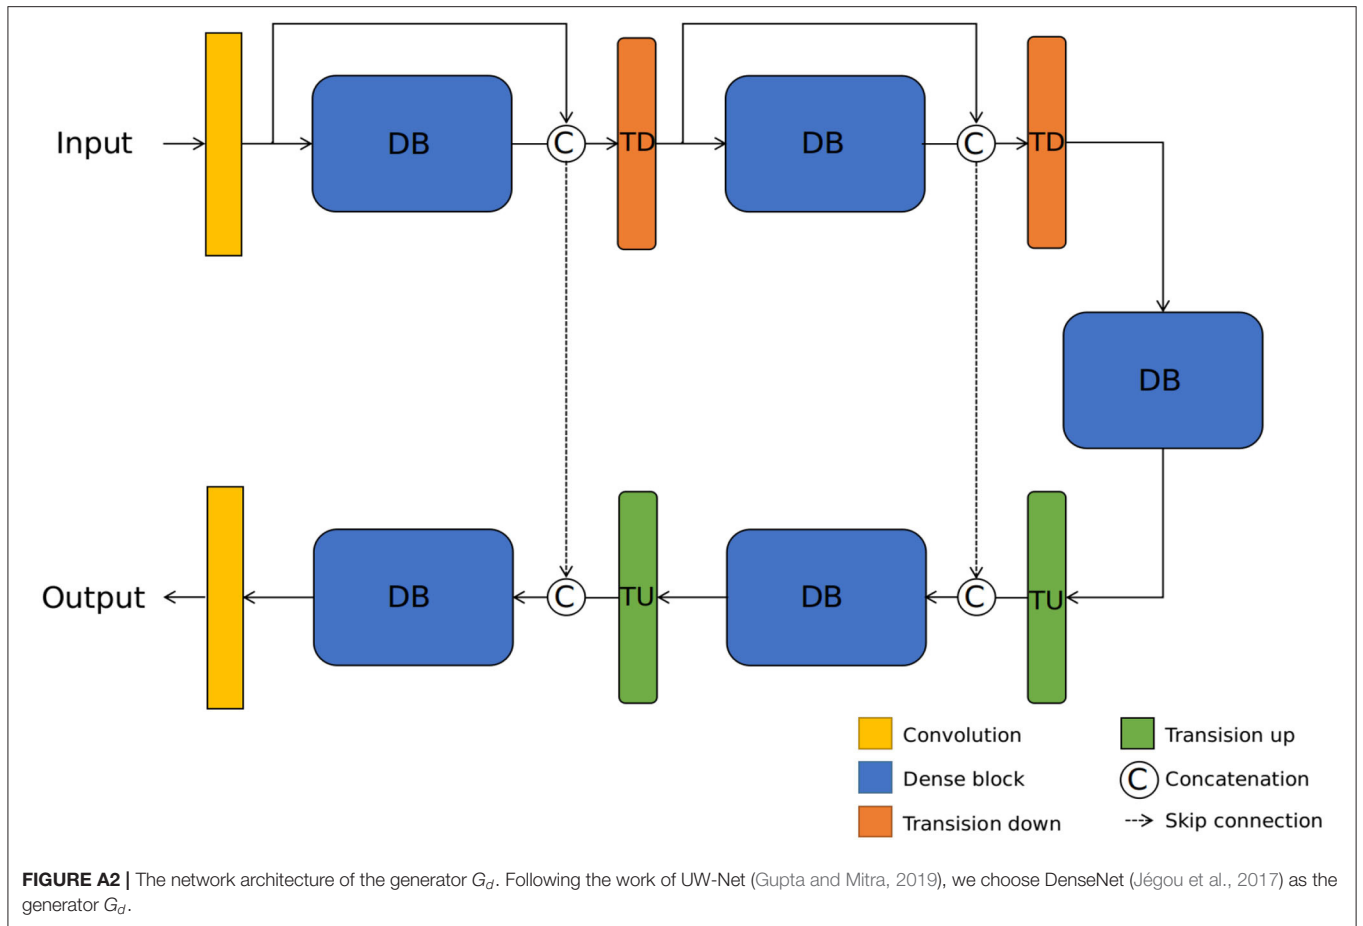 Input
DB
C
TD
DB
C
TD
DB
Output
DB
C
TU
DB
C
TU
Convolution
Transision up
Dense block
C Concatenation
Transision down
Skip connection
FIGURE A2 | The network architecture of the generator Gd. Following the work of UW-Net (Gupta and Mitra, 2019), we choose DenseNet (Jégou et al., 2017) as the
generator Gd.